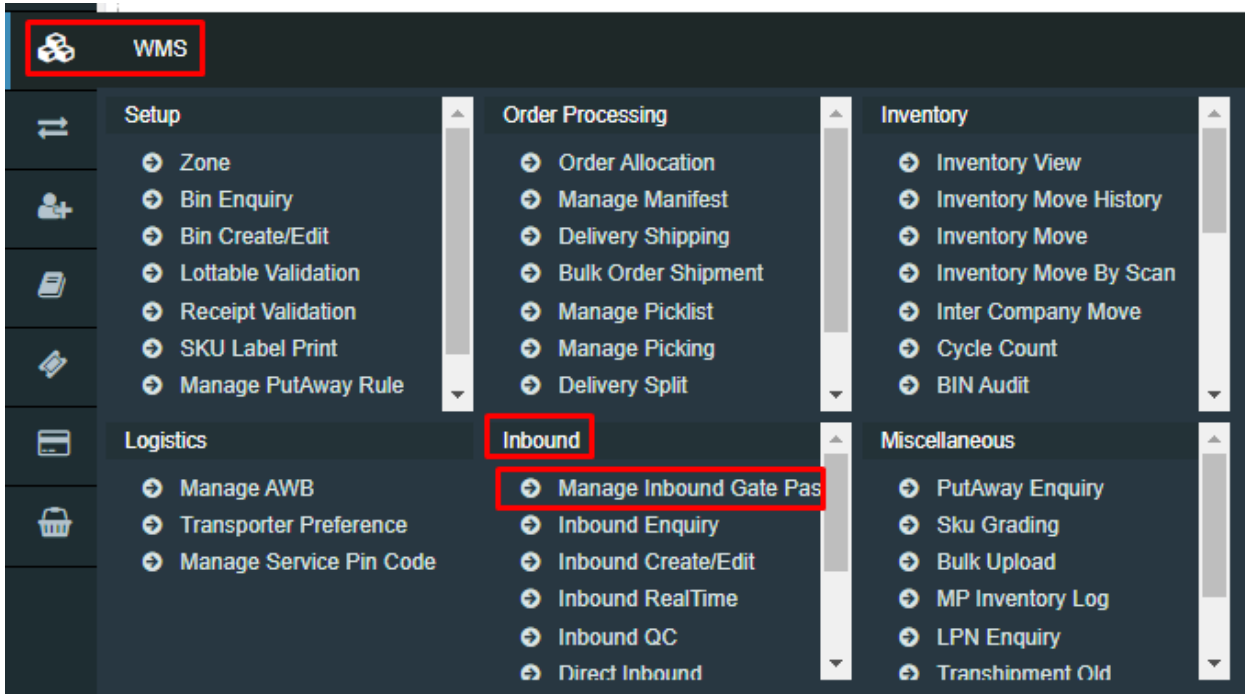 WMS
Setup
Zone
Bin Enquiry
Bin Create/Edit
Lottable Validation
Receipt Validation
SKU Label Print
Manage PutAway Rule
Order Processing
Order Allocation
Manage Manifest
Delivery Shipping
Bulk Order Shipment
Manage Picklist
Manage Picking
Delivery Split
Inventory
Inventory View
Inventory Move History
Inventory Move
Inventory Move By Scan
Inter Company Move
Cycle Count
BIN Audit
Logistics
Manage AWB
Transporter Preference
Manage Service Pin Code
Inbound
Manage Inbound Gate Pas
Inbound Enquiry
Inbound Create/Edit
Inbound RealTime
Inbound QC
Direct Inbound
Miscellaneous
PutAway Enquiry
Sku Grading
Bulk Upload
MP Inventory Log
LPN Enquiry
Transhipment Old